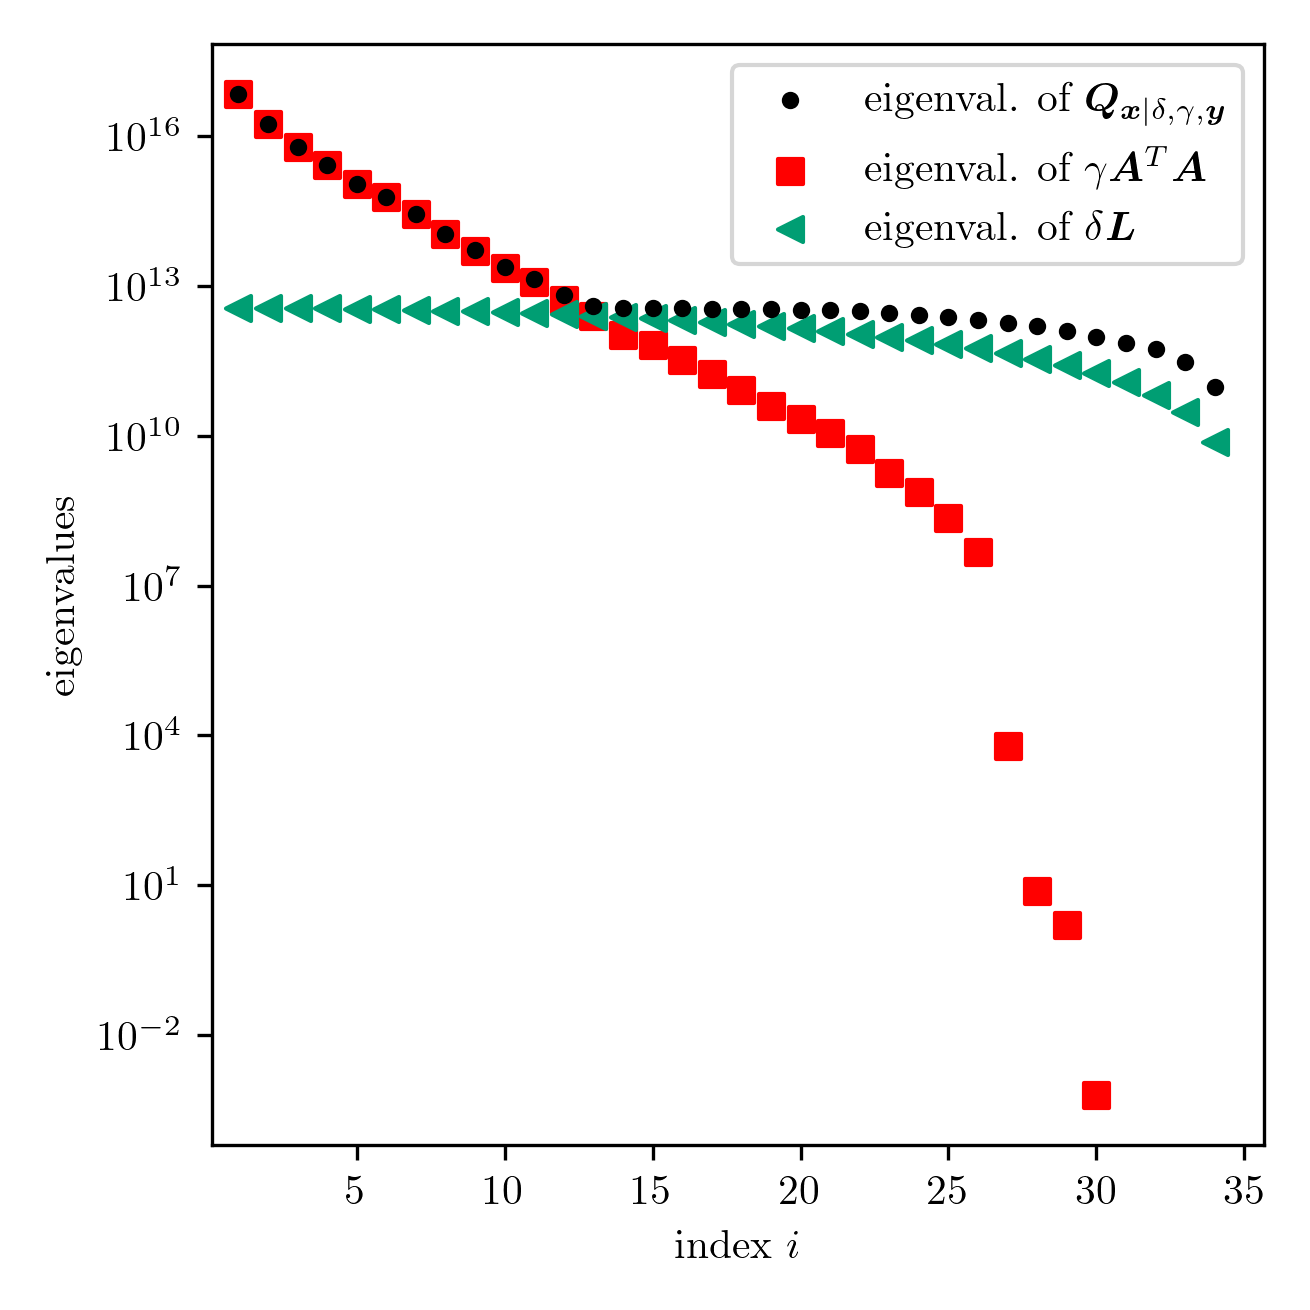 eigenval. of Q_{x|δ,γ,y}
eigenval. of γA^T A
eigenval. of δL
eigenvalues
10^{16}
10^{13}
10^{10}
10^{7}
10^{4}
10^{1}
10^{-2}
5 10 15 20 25 30 35
index i